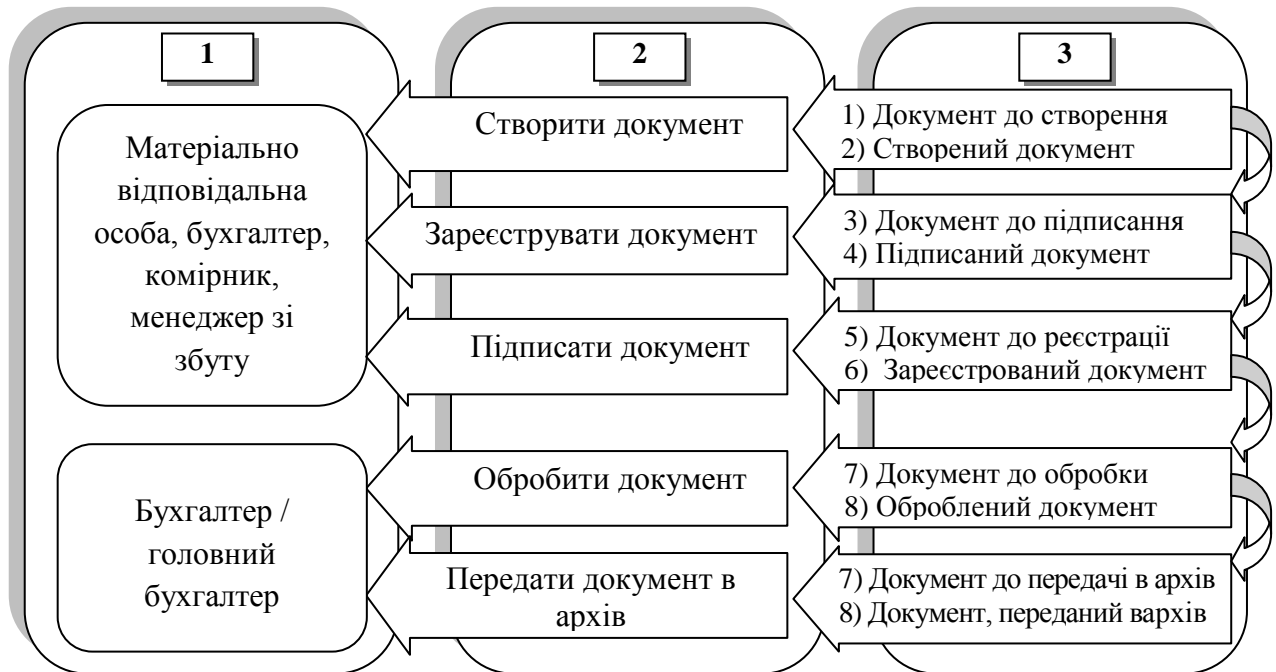 1
Матеріально
відповідальна
особа, бухгалтер,
комірник,
менеджер зі
збуту
Бухгалтер /
головний
бухгалтер
2
Створити документ
Зареєструвати документ
Підписати документ
Обробити документ
Передати документ в
архів
3
1) Документ до створення
2) Створений документ
3) Документ до підписання
4) Підписаний документ
5) Документ до реєстрації
6) Зареєстрований документ
7) Документ до обробки
8) Оброблений документ
7) Документ до передачі в архів
8) Документ, переданий вархів